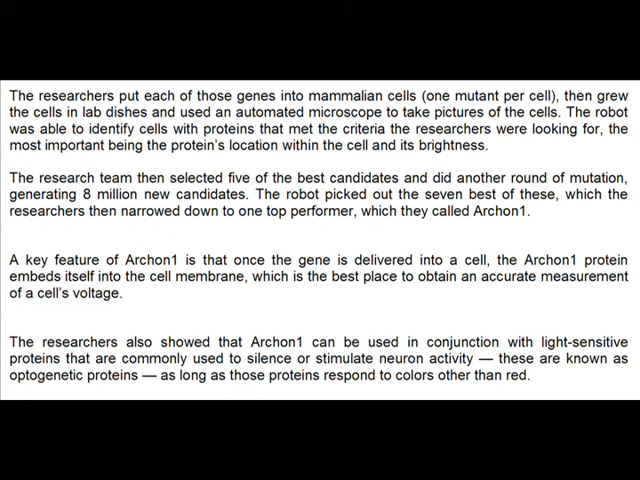 The researchers put each of those genes into mammalian cells (one mutant per cell), then grew
the cells in lab dishes and used an automated microscope to take pictures of the cells. The robot
was able to identify cells with proteins that met the criteria the researchers were looking for, the
most important being the protein's location within the cell and its brightness.
The research team then selected five of the best candidates and did another round of mutation,
generating 8 million new candidates. The robot picked out the seven best of these, which the
researchers then narrowed down to one top performer, which they called Archon1.
A key feature of Archon1 is that once the gene is delivered into a cell, the Archon1 protein
embeds itself into the cell membrane, which is the best place to obtain an accurate measurement
of a cell's voltage.
The researchers also showed that Archon1 can be used in conjunction with light-sensitive
proteins that are commonly used to silence or stimulate neuron activity — these are known as
optogenetic proteins — as long as those proteins respond to colors other than red.